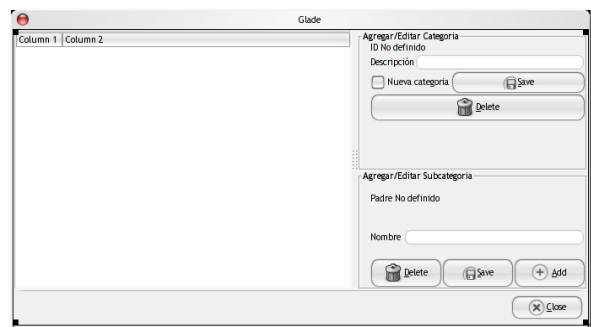 Glade
Column 1 Column 2
Agregar/Editar Categoria
ID No definido
Descripción
Nueva categoria Save
Delete
Agregar/Editar Subcategoria
Padre No definido
Nombre
Delete Save Add
Close